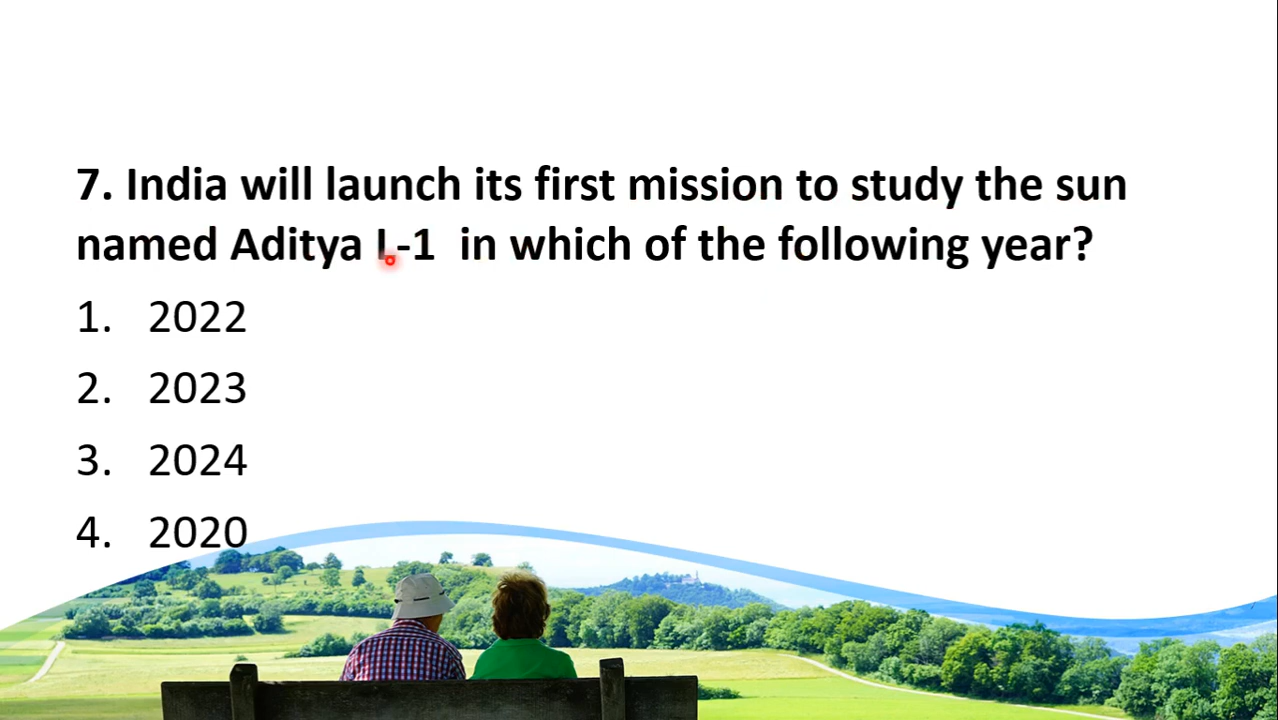 7. India will launch its first mission to study the sun
named Aditya L-1 in which of the following year?
1. 2022
2. 2023
3. 2024
4. 2020